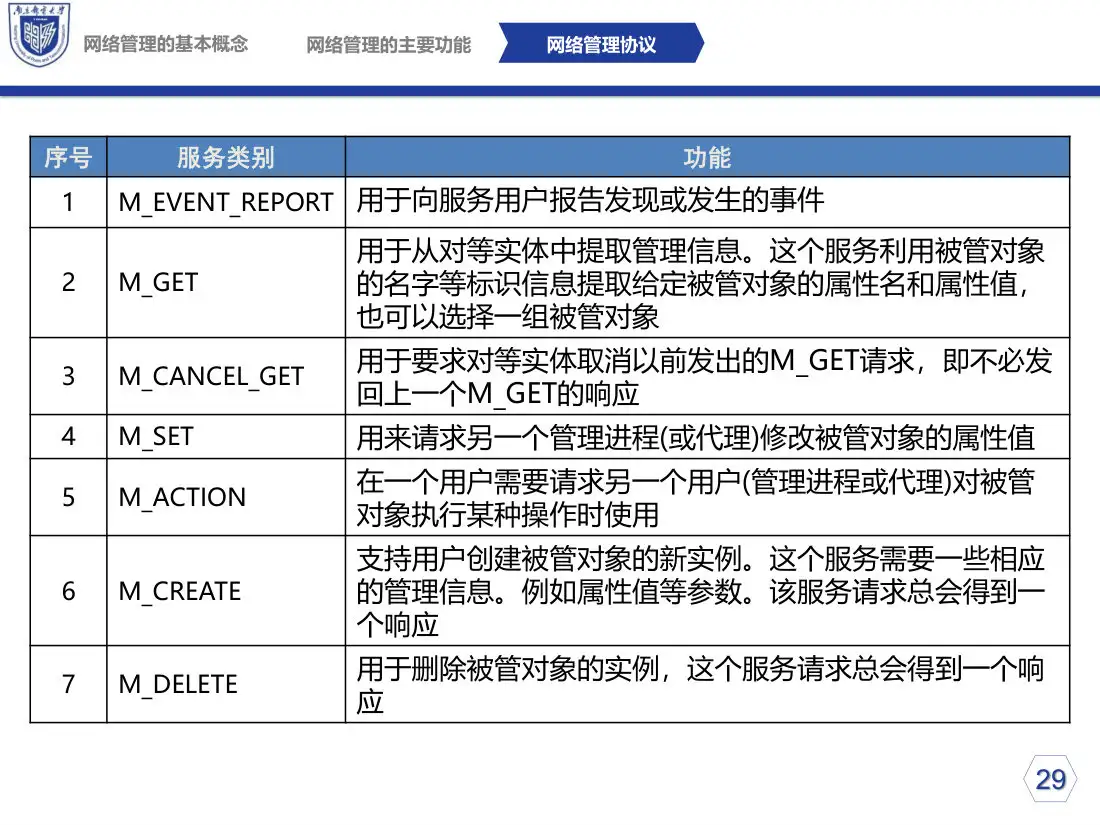 网络管理的基本概念
网络管理的主要功能
网络管理协议
序号 服务类别 功能
1 M_EVENT_REPORT 用于向服务用户报告发现或发生的事件
2 M_GET 用于从对等实体中提取管理信息。这个服务利用被管对象
的名字等标识信息提取给定被管对象的属性名和属性值，
也可以选择一组被管对象
3 M_CANCEL_GET 用于要求对等实体取消以前发出的M_GET请求，即不必发
回上一个M_GET的响应
4 M_SET 用来请求另一个管理进程(或代理)修改被管对象的属性值
5 M_ACTION 在一个用户需要请求另一个用户(管理进程或代理)对被管
对象执行某种操作时使用
6 M_CREATE 支持用户创建被管对象的新实例。这个服务需要一些相应
的管理信息。例如属性值等参数。该服务请求总会得到一
个响应
7 M_DELETE 用于删除被管对象的实例，这个服务请求总会得到一个响
应
29